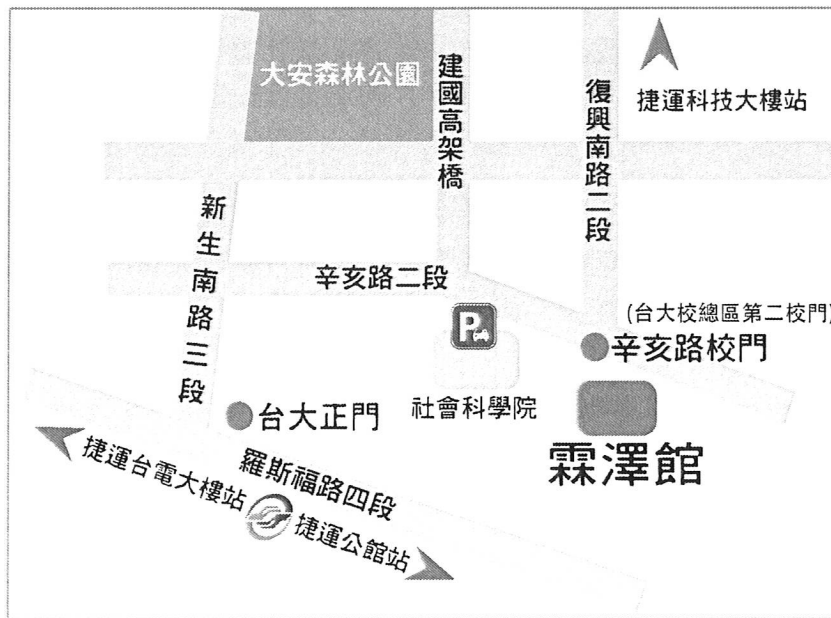 大安森林公園
建國高架橋
復興南路二段
捷運科技大樓站
新生南路三段
辛亥路二段
(台大校總區第二校門)
P
辛亥路校門
社會科學院
台大正門
霖澤館
羅斯福路四段
捷運台電大樓站
捷運公館站